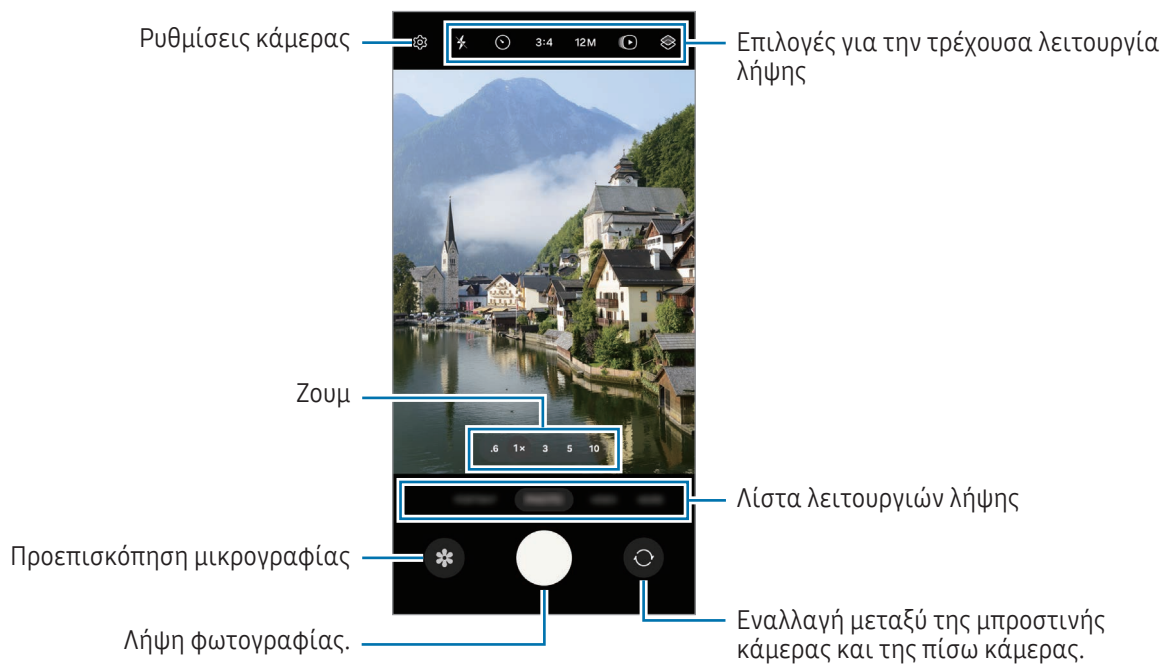 Ρυθμίσεις κάμερας
3:4 12M
Επιλογές για την τρέχουσα λειτουργία
λήψης
Ζουμ
.6 1× 3 5 10
Λίστα λειτουργιών λήψης
Προεπισκόπηση μικρογραφίας
Λήψη φωτογραφίας.
Εναλλαγή μεταξύ της μπροστινής
κάμερας και της πίσω κάμερας.